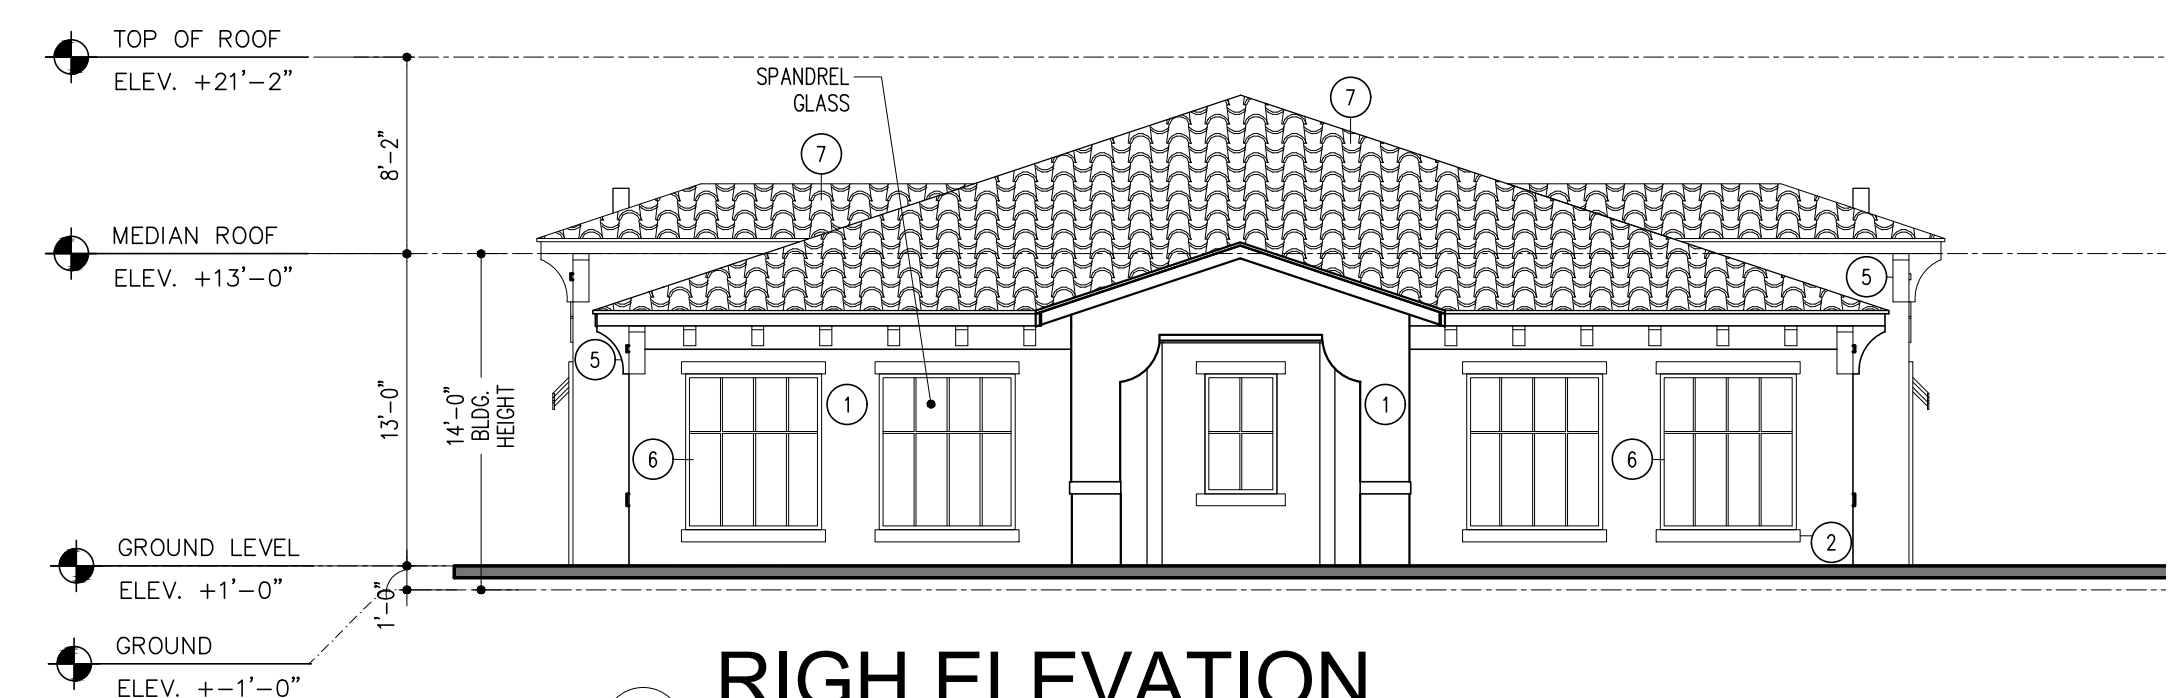 TOP OF ROOF
ELEV. +21'-2"
SPANDREL
GLASS
7
7
8'-2"
MEDIAN ROOF
ELEV. +13'-0"
5
5
13'-0"
14'-0"
BLDG.
HEIGHT
1
1
6
6
2
GROUND LEVEL
ELEV. +1'-0"
1'-0"
GROUND
ELEV. +-1'-0"
RIGH ELEVATION